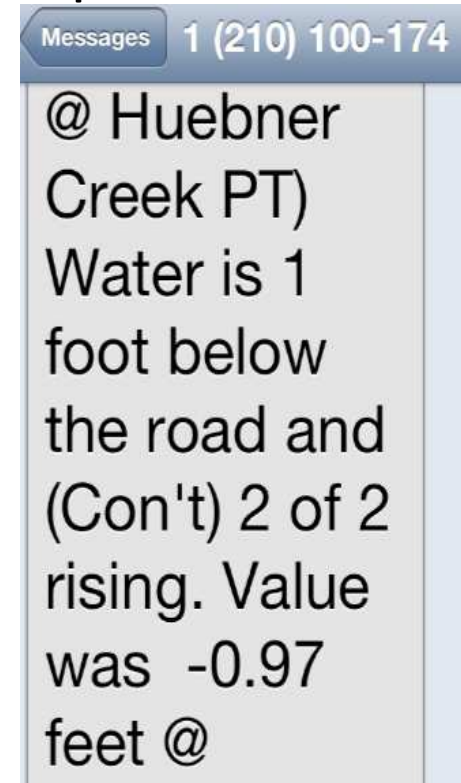 Messages 1 (210) 100-174
@ Huebner
Creek PT)
Water is 1
foot below
the road and
(Con't) 2 of 2
rising. Value
was -0.97
feet @